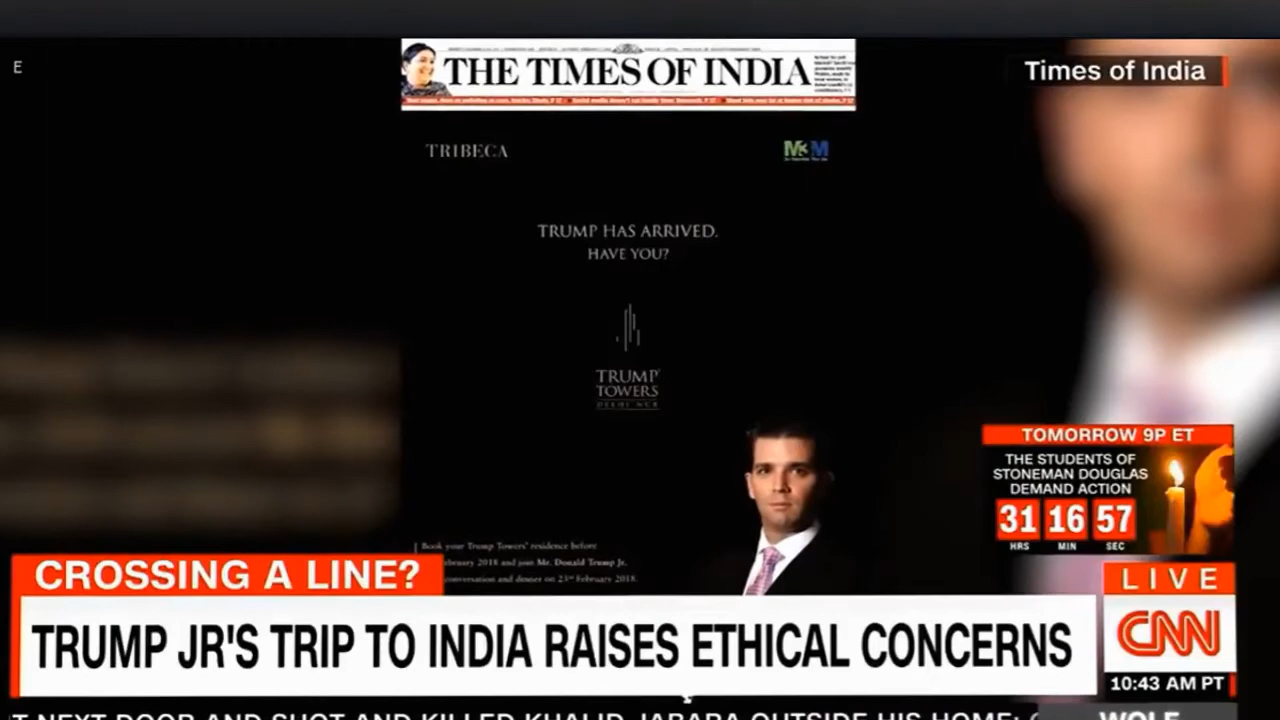 E
THE TIMES OF INDIA
Times of India
TRIBECA
M3M
TRUMP HAS ARRIVED.
HAVE YOU?
TRUMP
TOWERS
DELHI NCR
Book your Trump Towers' residence before
February 2018 and join Mr. Donald Trump Jr.
conversation and dinner on 23rd February 2018.
TOMORROW 9P ET
THE STUDENTS OF
STONEMAN DOUGLAS
DEMAND ACTION
31 16 57
HRS MIN SEC
CROSSING A LINE?
TRUMP JR'S TRIP TO INDIA RAISES ETHICAL CONCERNS
LIVE
CNN
10:43 AM PT
T NEXT DOOR AND SHOT AND KILLED KHALID JABARA OUTSIDE HIS HOME;
WOLF